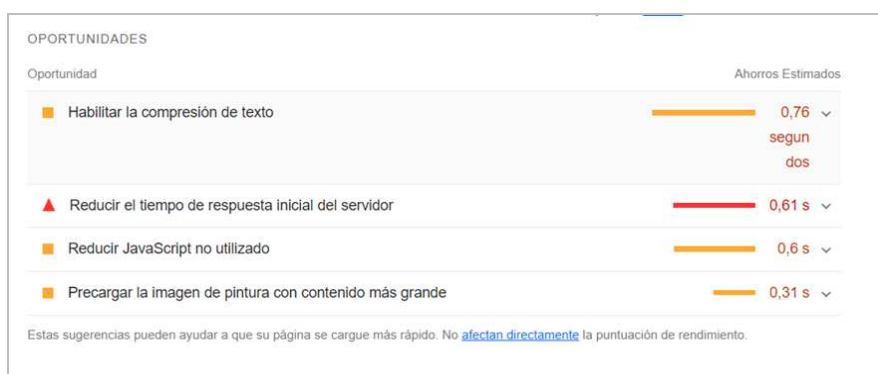 OPORTUNIDADES
Oportunidad Ahorros Estimados
Habilitar la compresión de texto 0,76
segun
dos
Reducir el tiempo de respuesta inicial del servidor 0,61 s
Reducir JavaScript no utilizado 0,6 s
Precargar la imagen de pintura con contenido más grande 0,31 s
Estas sugerencias pueden ayudar a que su página se cargue más rápido. No afectan directamente la puntuación de rendimiento.